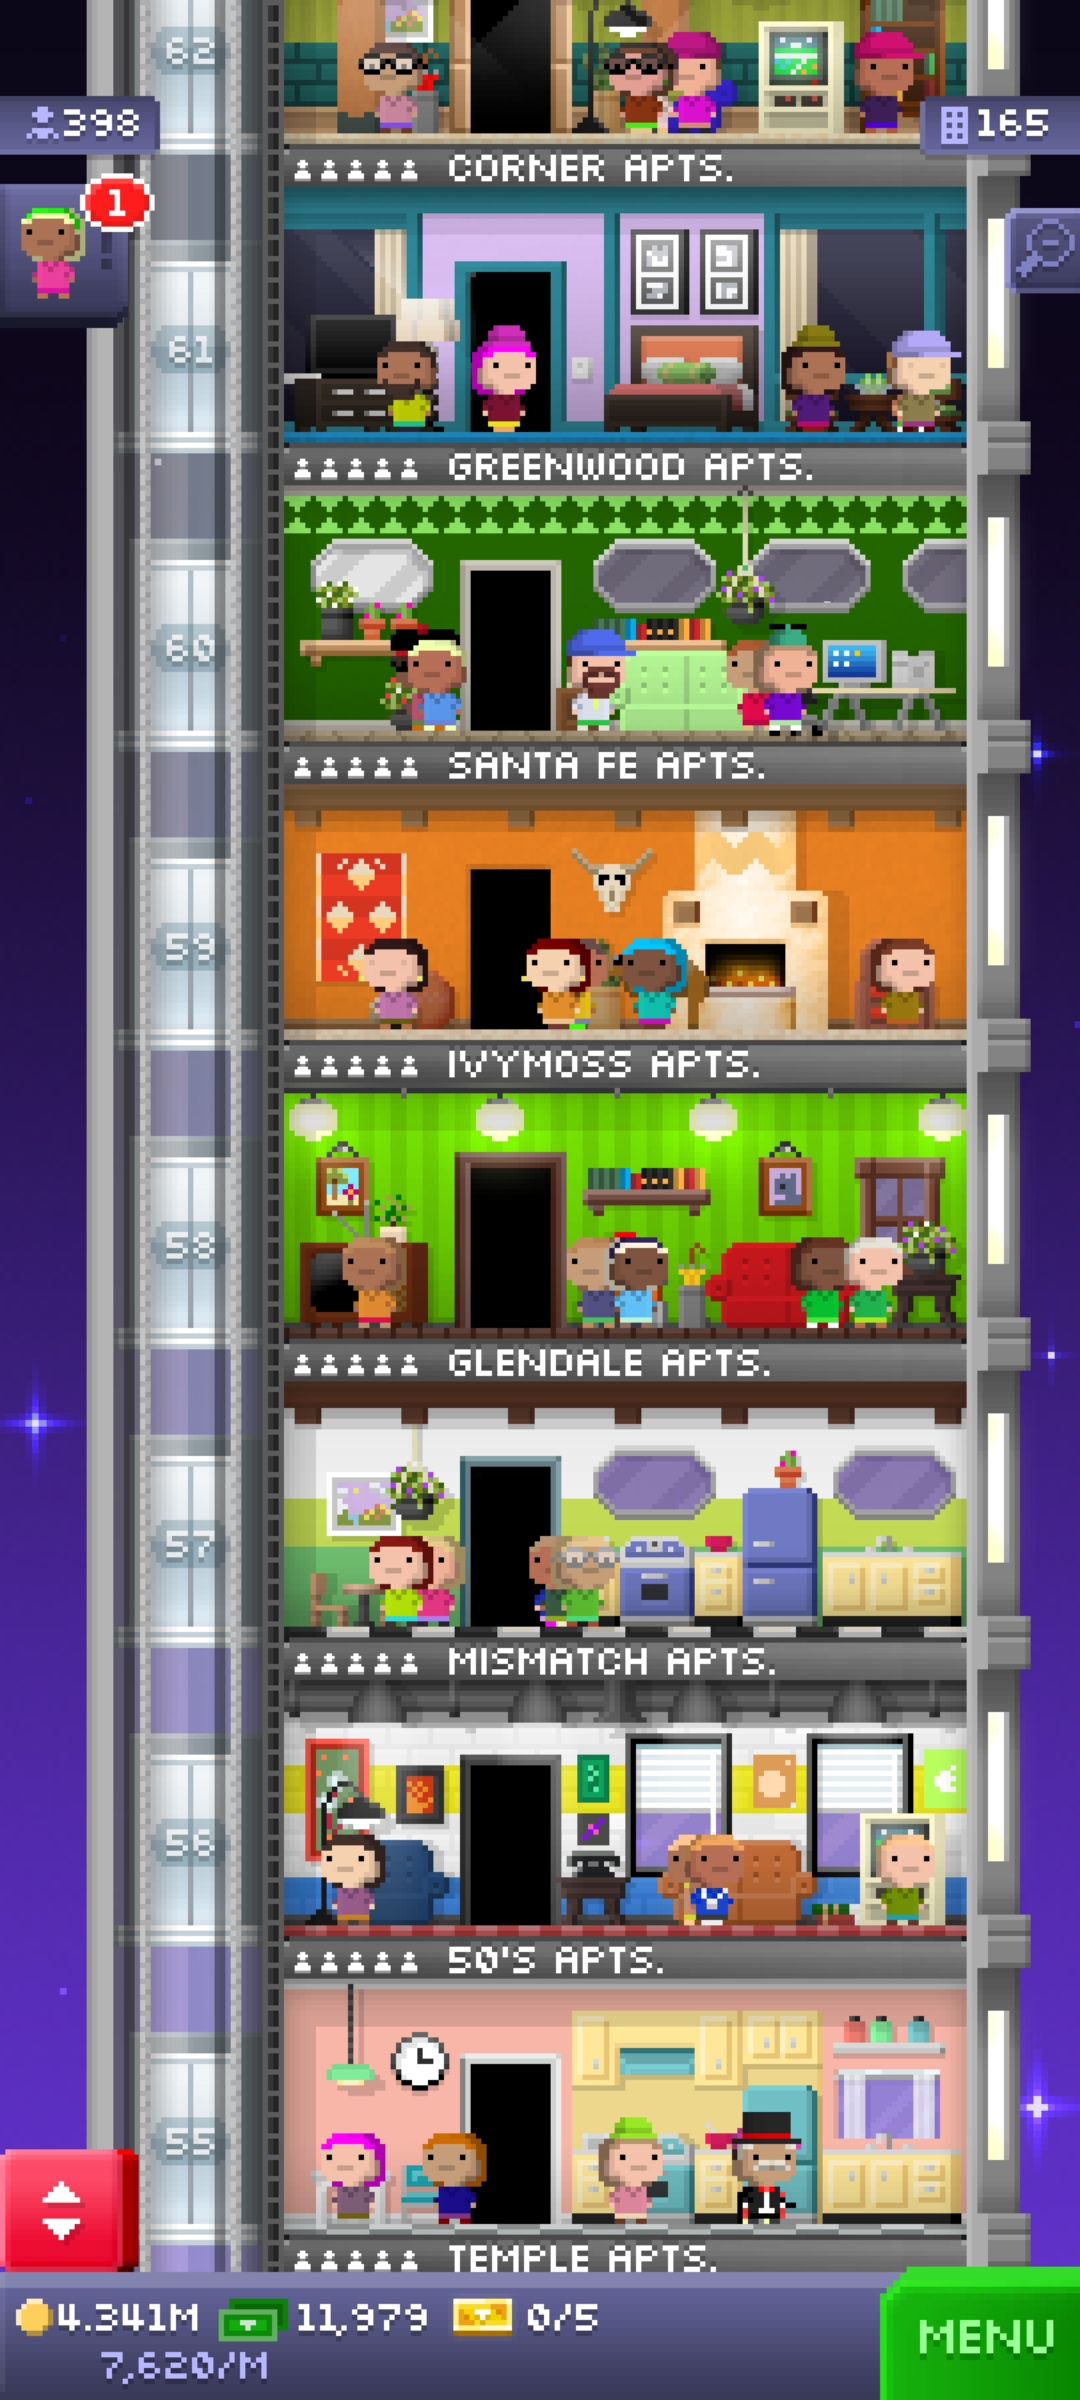 62
398
165
CORNER APTS.
1
61
GREENWOOD APTS.
60
SANTA FE APTS.
59
IVYMOSS APTS.
58
GLENDALE APTS.
57
MISMATCH APTS.
56
50'S APTS.
55
TEMPLE APTS.
4.341M 11,979 0/5
7,620/M
MENU